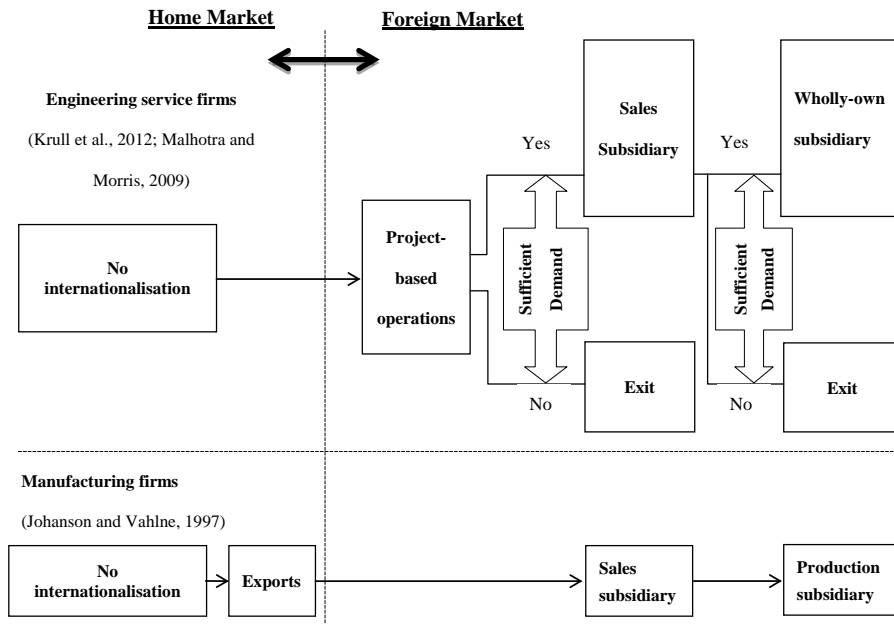 Home Market
Foreign Market
Engineering service firms
(Krull et al., 2012; Malhotra and
Morris, 2009)
No
internationalisation
Project-
based
operations
Yes
Sufficient
Demand
No
Sales
Subsidiary
Exit
Yes
Sufficient
Demand
No
Wholly-own
subsidiary
Exit
Manufacturing firms
(Johanson and Vahlne, 1997)
No
internationalisation
Exports
Sales
subsidiary
Production
subsidiary